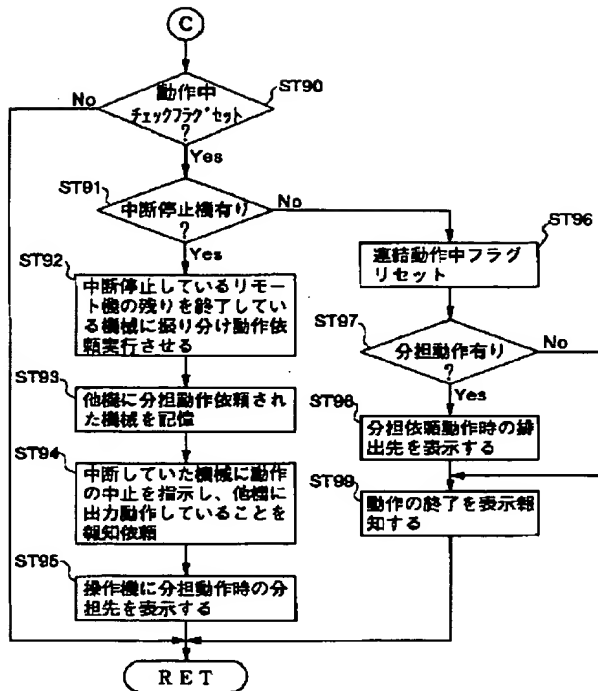 C
動作中
チェックフラグセット
?
ST90
No
Yes
ST91
中断停止機有り
?
No
Yes
ST92
中断停止しているリモー
ト機の残りを終了してい
る機械に振り分け動作依
頼実行させる
ST93
他機に分担動作依頼され
た機械を記憶
ST94
中断していた機械に動作
の中止を指示し、他機に
出力動作していることを
報知依頼
ST95
操作機に分担動作時の分
担先を表示する
ST96
連結動作中フラグ
リセット
ST97
分担動作有り
?
No
Yes
ST98
分担依頼動作時の排
出先を表示する
ST99
動作の終了を表示報
知する
RET